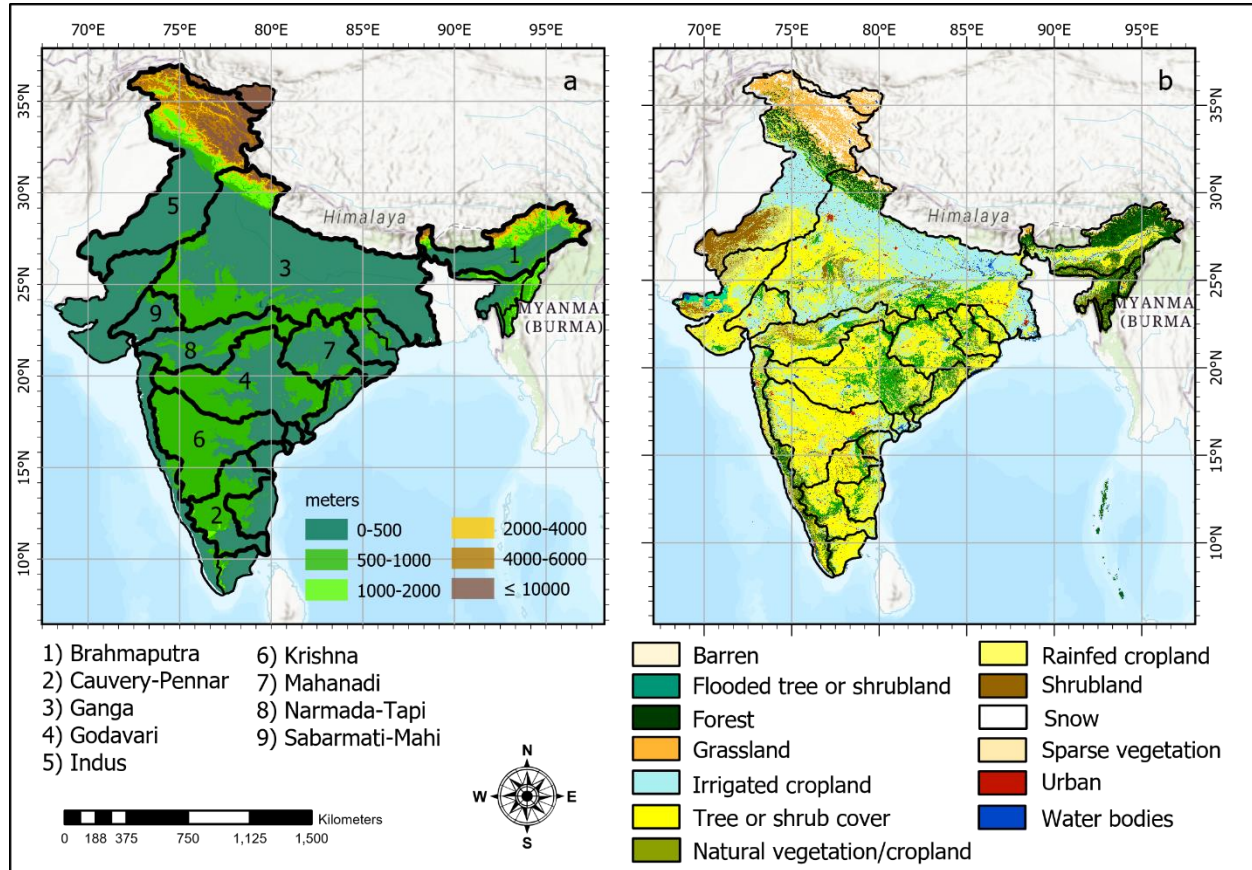 70°E 75°E 80°E 85°E 90°E 95°E
70°E 75°E 80°E 85°E 90°E 95°E
a
b
35°N
30°N
25°N
20°N
15°N
10°N
35°N
30°N
25°N
20°N
15°N
10°N
Himalaya
MYANMAR
(BURMA)
Himalaya
MYANMAR
(BURMA)
5
3
1
9
8
7
4
6
2
meters
0-500
500-1000
1000-2000
2000-4000
4000-6000
≤ 10000
1) Brahmaputra
2) Cauvery-Pennar
3) Ganga
4) Godavari
5) Indus
6) Krishna
7) Mahanadi
8) Narmada-Tapi
9) Sabarmati-Mahi
Kilometers
0 188 375 750 1,125 1,500
N
W E
S
Barren
Flooded tree or shrubland
Forest
Grassland
Irrigated cropland
Tree or shrub cover
Natural vegetation/cropland
Rainfed cropland
Shrubland
Snow
Sparse vegetation
Urban
Water bodies